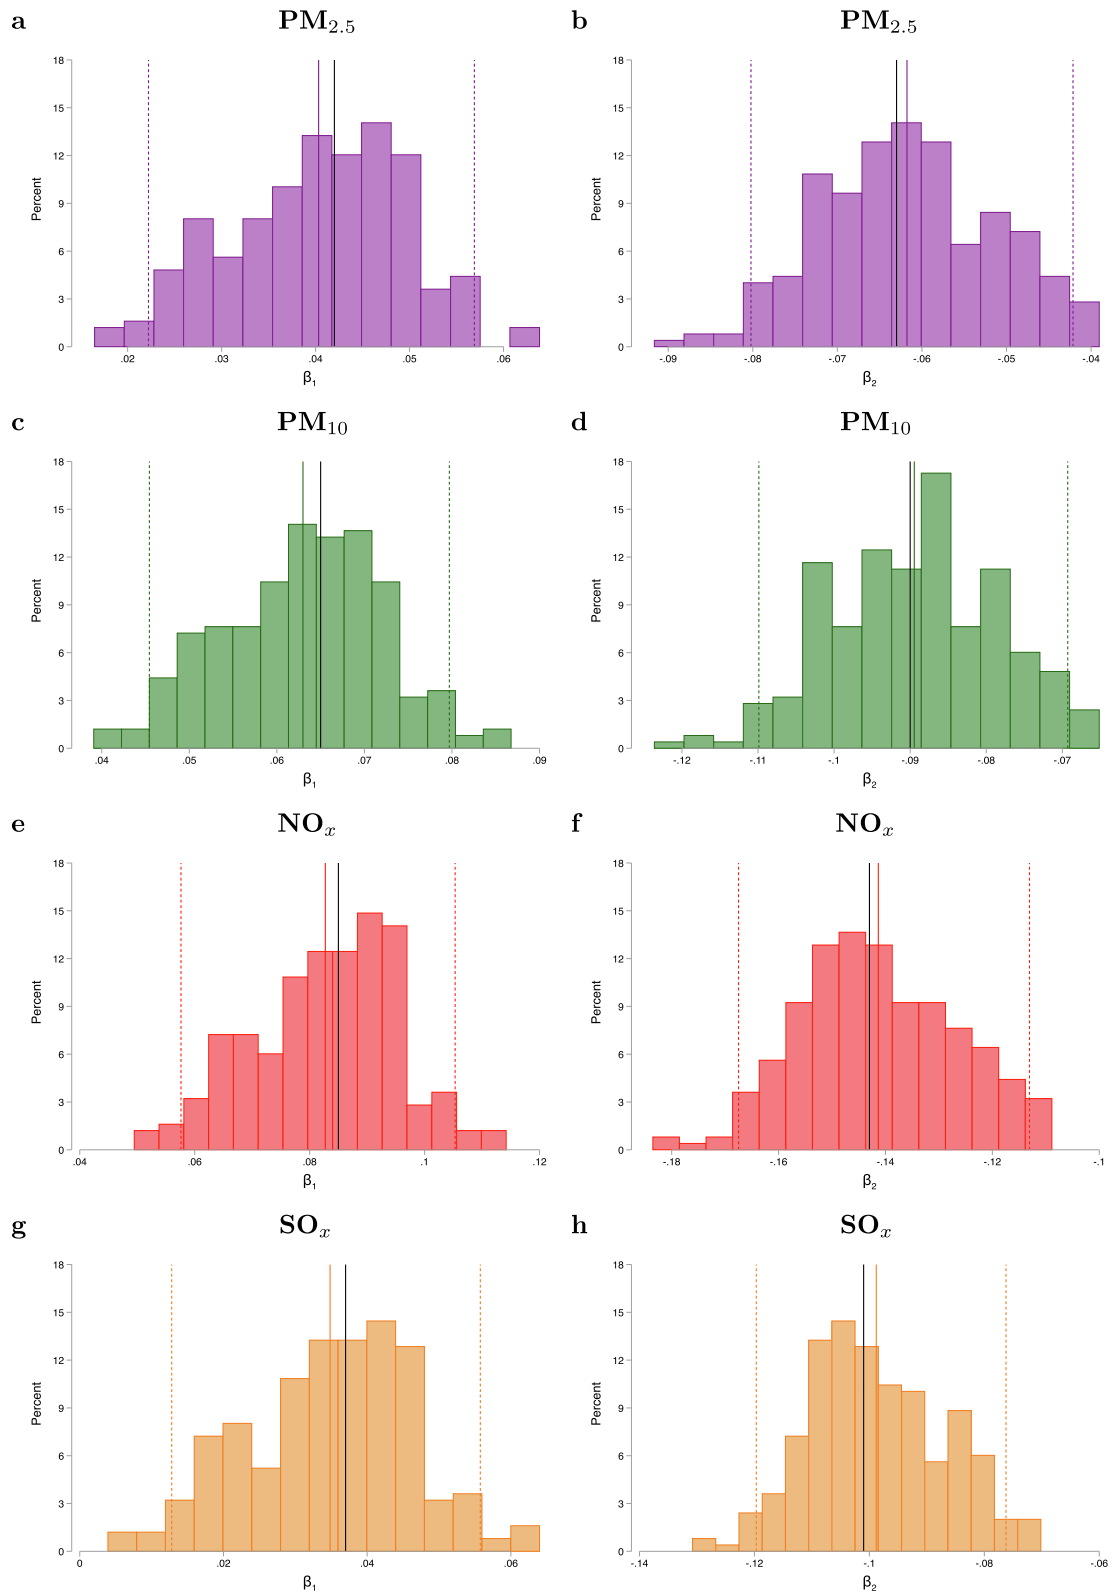 a PM2.5
18
15
12
9
6
3
0
Percent
.02 .03 .04 .05 .06
β1
b PM2.5
18
15
12
9
6
3
0
Percent
-.09 -.08 -.07 -.06 -.05 -.04
β2
c PM10
18
15
12
9
6
3
0
Percent
.04 .05 .06 .07 .08 .09
β1
d PM10
18
15
12
9
6
3
0
Percent
-.12 -.11 -.1 -.09 -.08 -.07
β2
e NOx
18
15
12
9
6
3
0
Percent
.04 .06 .08 .1 .12
β1
f NOx
18
15
12
9
6
3
0
Percent
-.18 -.16 -.14 -.12 -.1
β2
g SOx
18
15
12
9
6
3
0
Percent
0 .02 .04 .06
β1
h SOx
18
15
12
9
6
3
0
Percent
-.14 -.12 -.1 -.08 -.06
β2